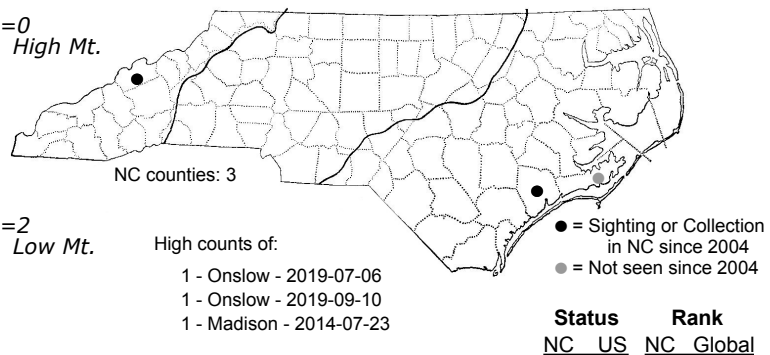 =0
High Mt.
NC counties: 3
=2
Low Mt.
High counts of:
1 - Onslow - 2019-07-06
1 - Onslow - 2019-09-10
1 - Madison - 2014-07-23
= Sighting or Collection
in NC since 2004
= Not seen since 2004
Status Rank
NC US NC Global